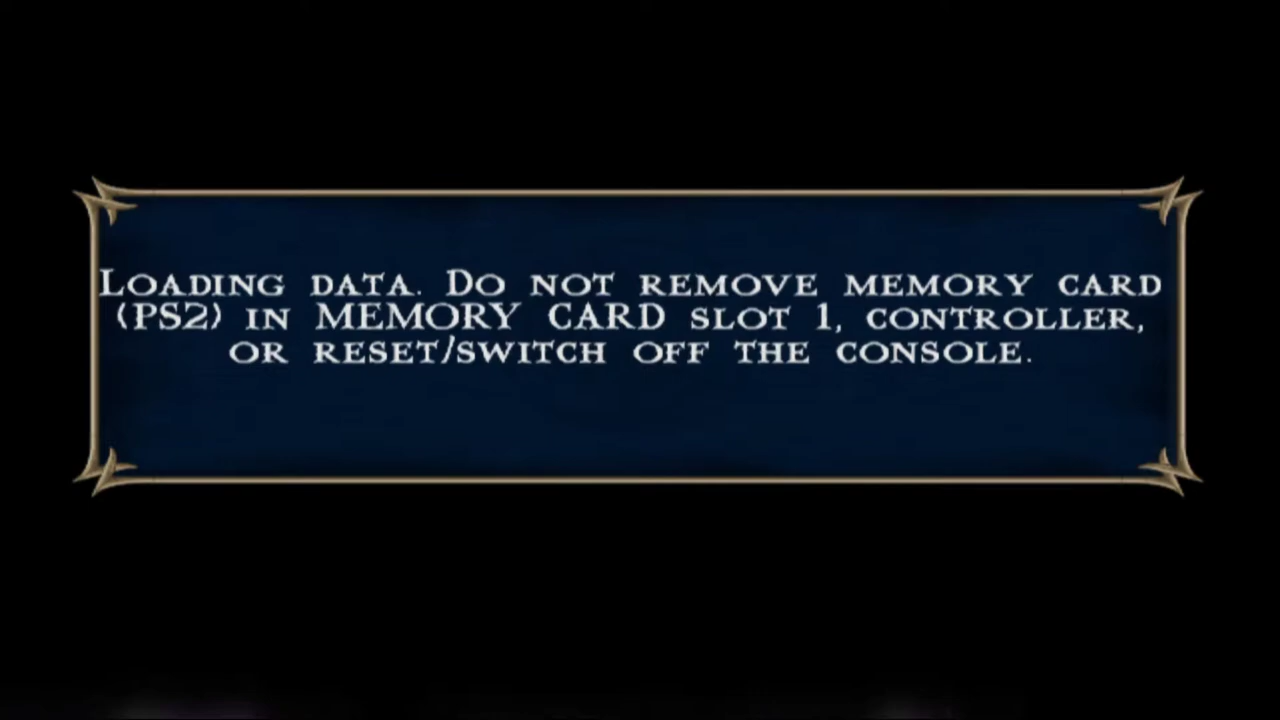 Loading data. Do not remove memory card
(PS2) in MEMORY CARD slot 1, controller,
or reset/switch off the console.